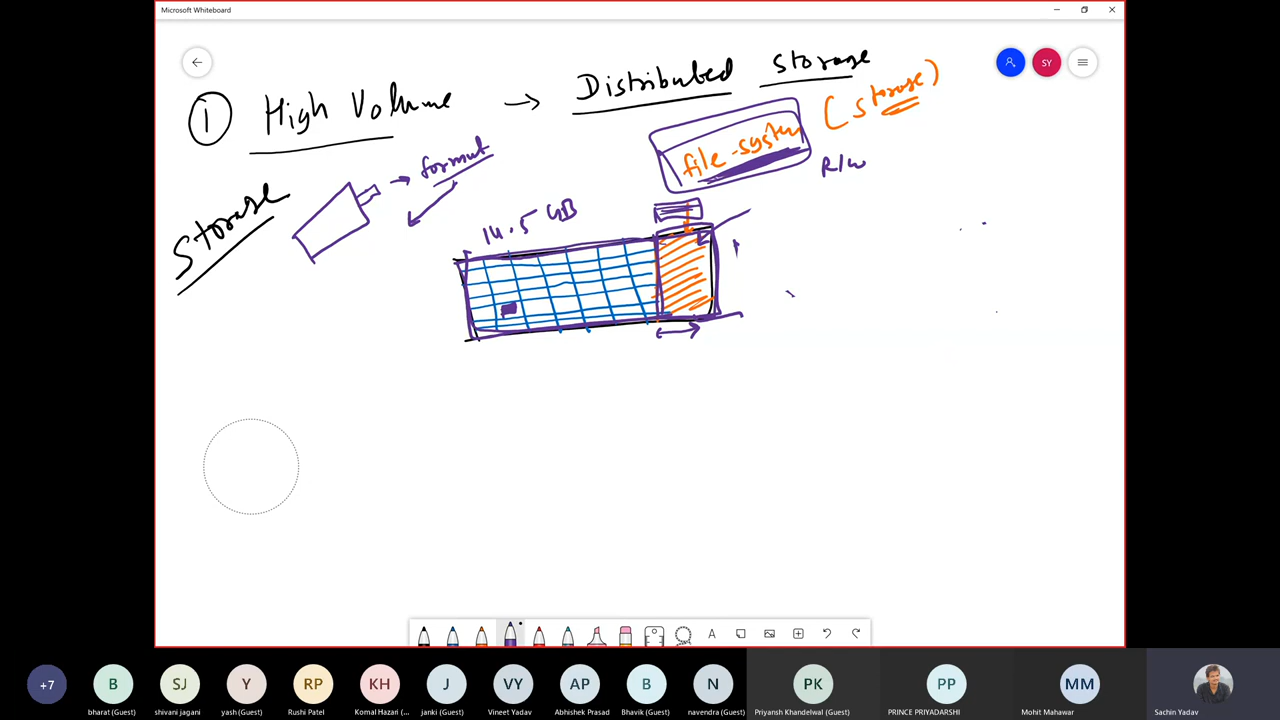 Microsoft Whiteboard
SY
① High Volume → Distributed storage
file-system (storage)
R/W
→ format
Storage
14.5 GB
A
+7
B
SJ
Y
RP
KH
J
VY
AP
B
N
PK
PP
MM
bharat (Guest)
shivani jagani
yash (Guest)
Rushi Patel
Komal Hazari (...
janki (Guest)
Vineet Yadav
Abhishek Prasad
Bhavik (Guest)
navendra (Guest)
Priyansh Khandelwal (Guest)
PRINCE PRIYADARSHI
Mohit Mahawar
Sachin Yadav